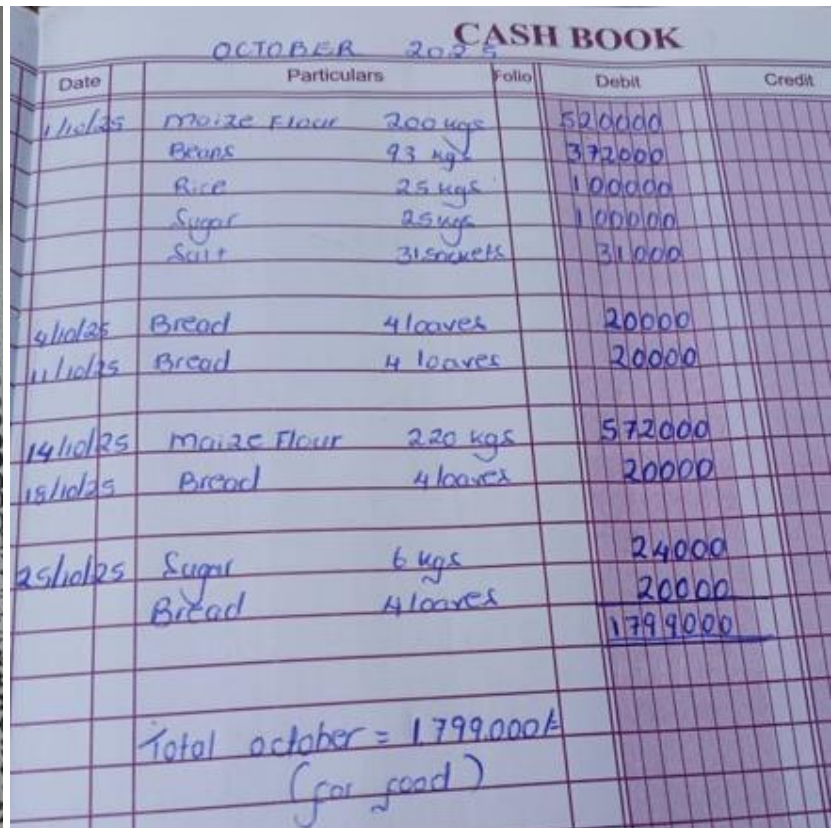 CASH BOOK
OCTOBER 2025
Date Particulars Folio Debit Credit
1/10/25 Maize Flour 200 kgs 520000
Beans 93 kgs 372000
Rice 25 kgs 100000
Sugar 25 kgs 100000
Salt 31 sackets 31000
4/10/25 Bread 4 loaves 20000
11/10/25 Bread 4 loaves 20000
14/10/25 Maize Flour 220 kgs 572000
18/10/25 Bread 4 loaves 20000
25/10/25 Sugar 6 kgs 24000
Bread 4 loaves 20000
1799000
Total october = 1.799.000/=
(for food)